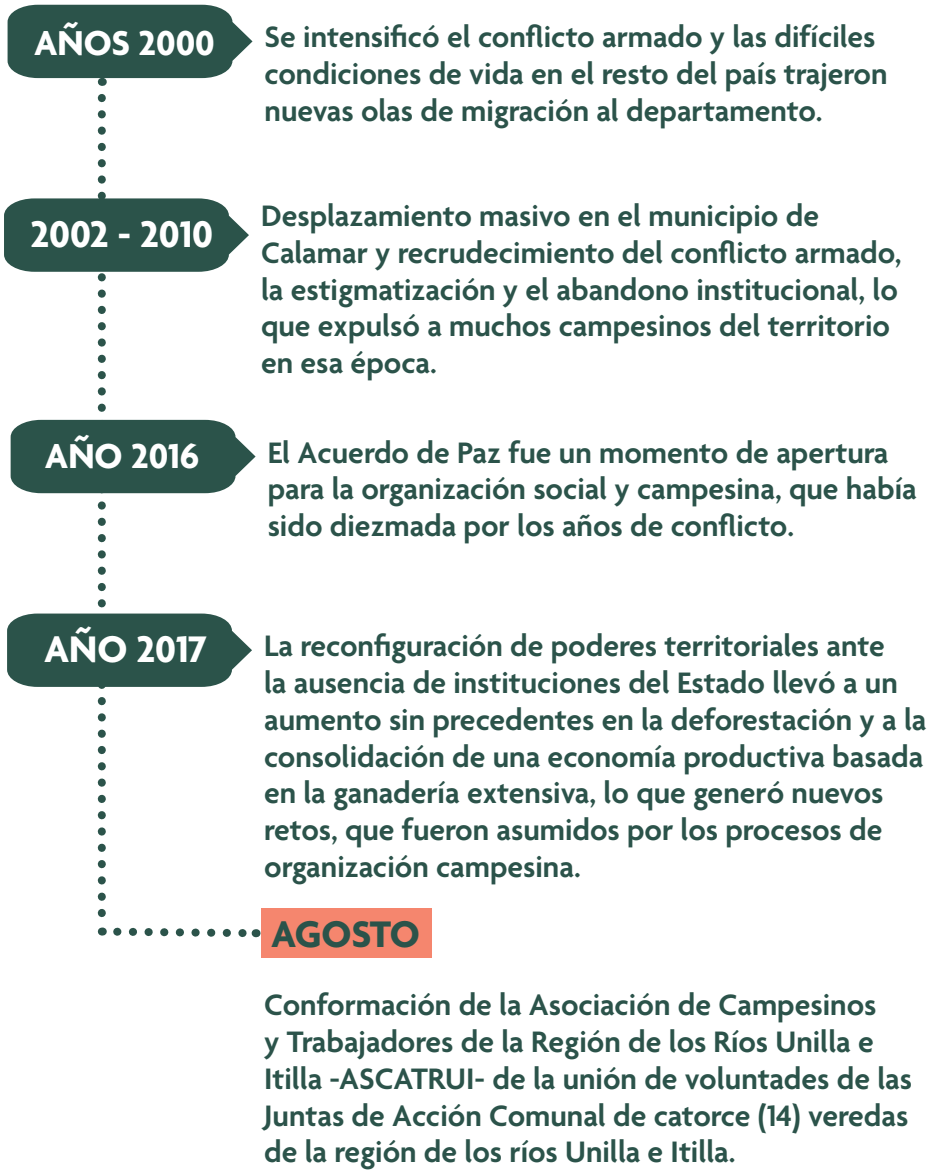 AÑOS 2000
Se intensificó el conflicto armado y las difíciles
condiciones de vida en el resto del país trajeron
nuevas olas de migración al departamento.
2002 - 2010
Desplazamiento masivo en el municipio de
Calamar y recrudecimiento del conflicto armado,
la estigmatización y el abandono institucional, lo
que expulsó a muchos campesinos del territorio
en esa época.
AÑO 2016
El Acuerdo de Paz fue un momento de apertura
para la organización social y campesina, que había
sido diezmada por los años de conflicto.
AÑO 2017
La reconfiguración de poderes territoriales ante
la ausencia de instituciones del Estado llevó a un
aumento sin precedentes en la deforestación y a la
consolidación de una economía productiva basada
en la ganadería extensiva, lo que generó nuevos
retos, que fueron asumidos por los procesos de
organización campesina.
AGOSTO
Conformación de la Asociación de Campesinos
y Trabajadores de la Región de los Ríos Unilla e
Itilla -ASCATRUI- de la unión de voluntades de las
Juntas de Acción Comunal de catorce (14) veredas
de la región de los ríos Unilla e Itilla.